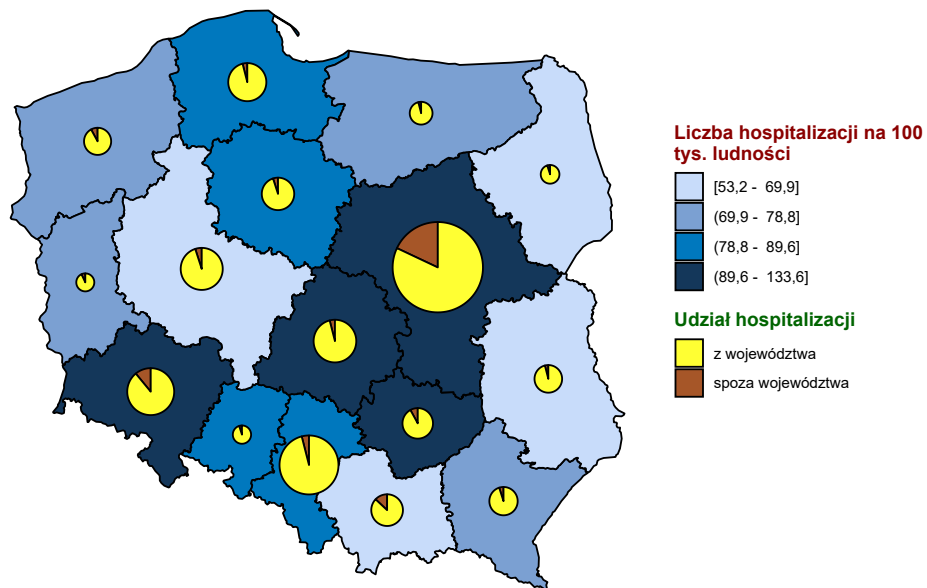 Liczba hospitalizacji na 100
tys. ludności
[53,2 - 69,9]
(69,9 - 78,8]
(78,8 - 89,6]
(89,6 - 133,6]
Udział hospitalizacji
z województwa
spoza województwa